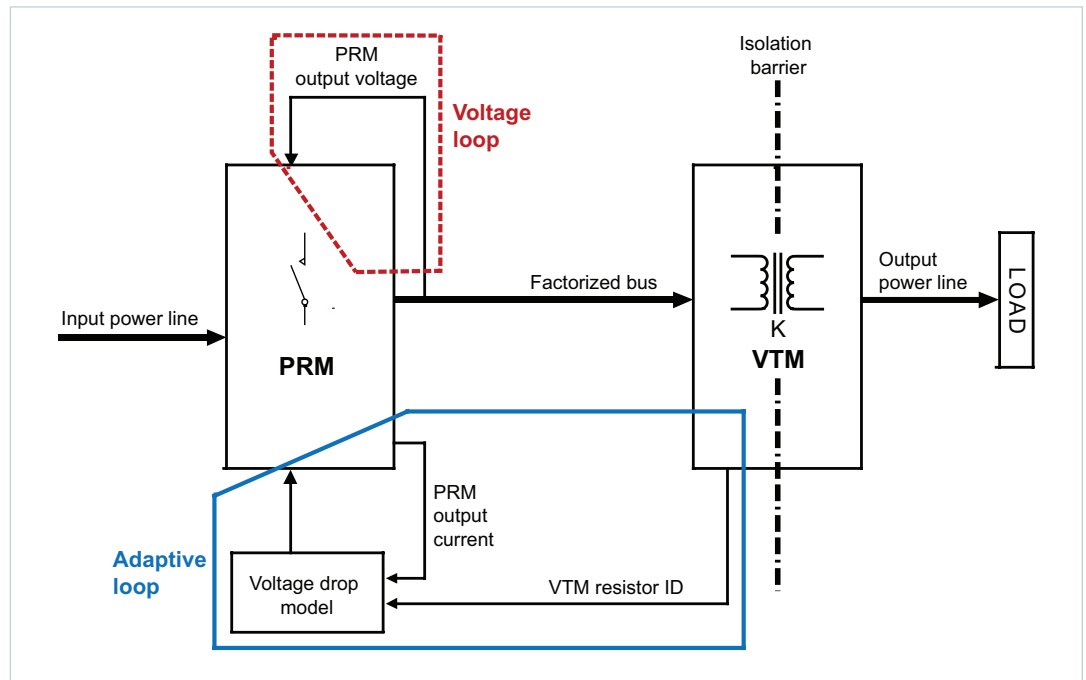 PRM
output voltage
Voltage
loop
Isolation
barrier
Input power line
PRM
Factorized bus
K
VTM
Output
power line
LOAD
Adaptive
loop
PRM
output
current
Voltage drop
model
VTM resistor ID